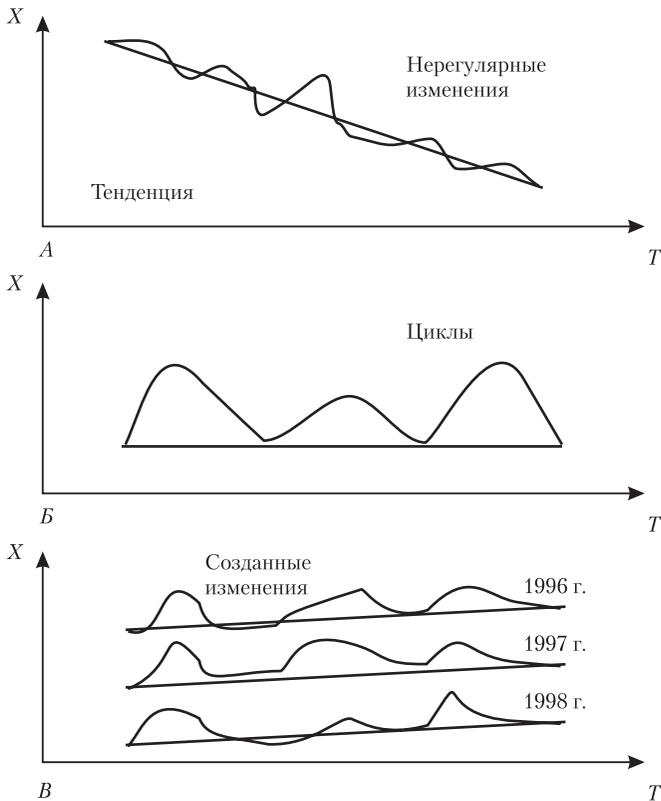 X
Нерегулярные
изменения
Тенденция
А
T
X
Циклы
Б
T
X
Созданные
изменения
1996 г.
1997 г.
1998 г.
В
T